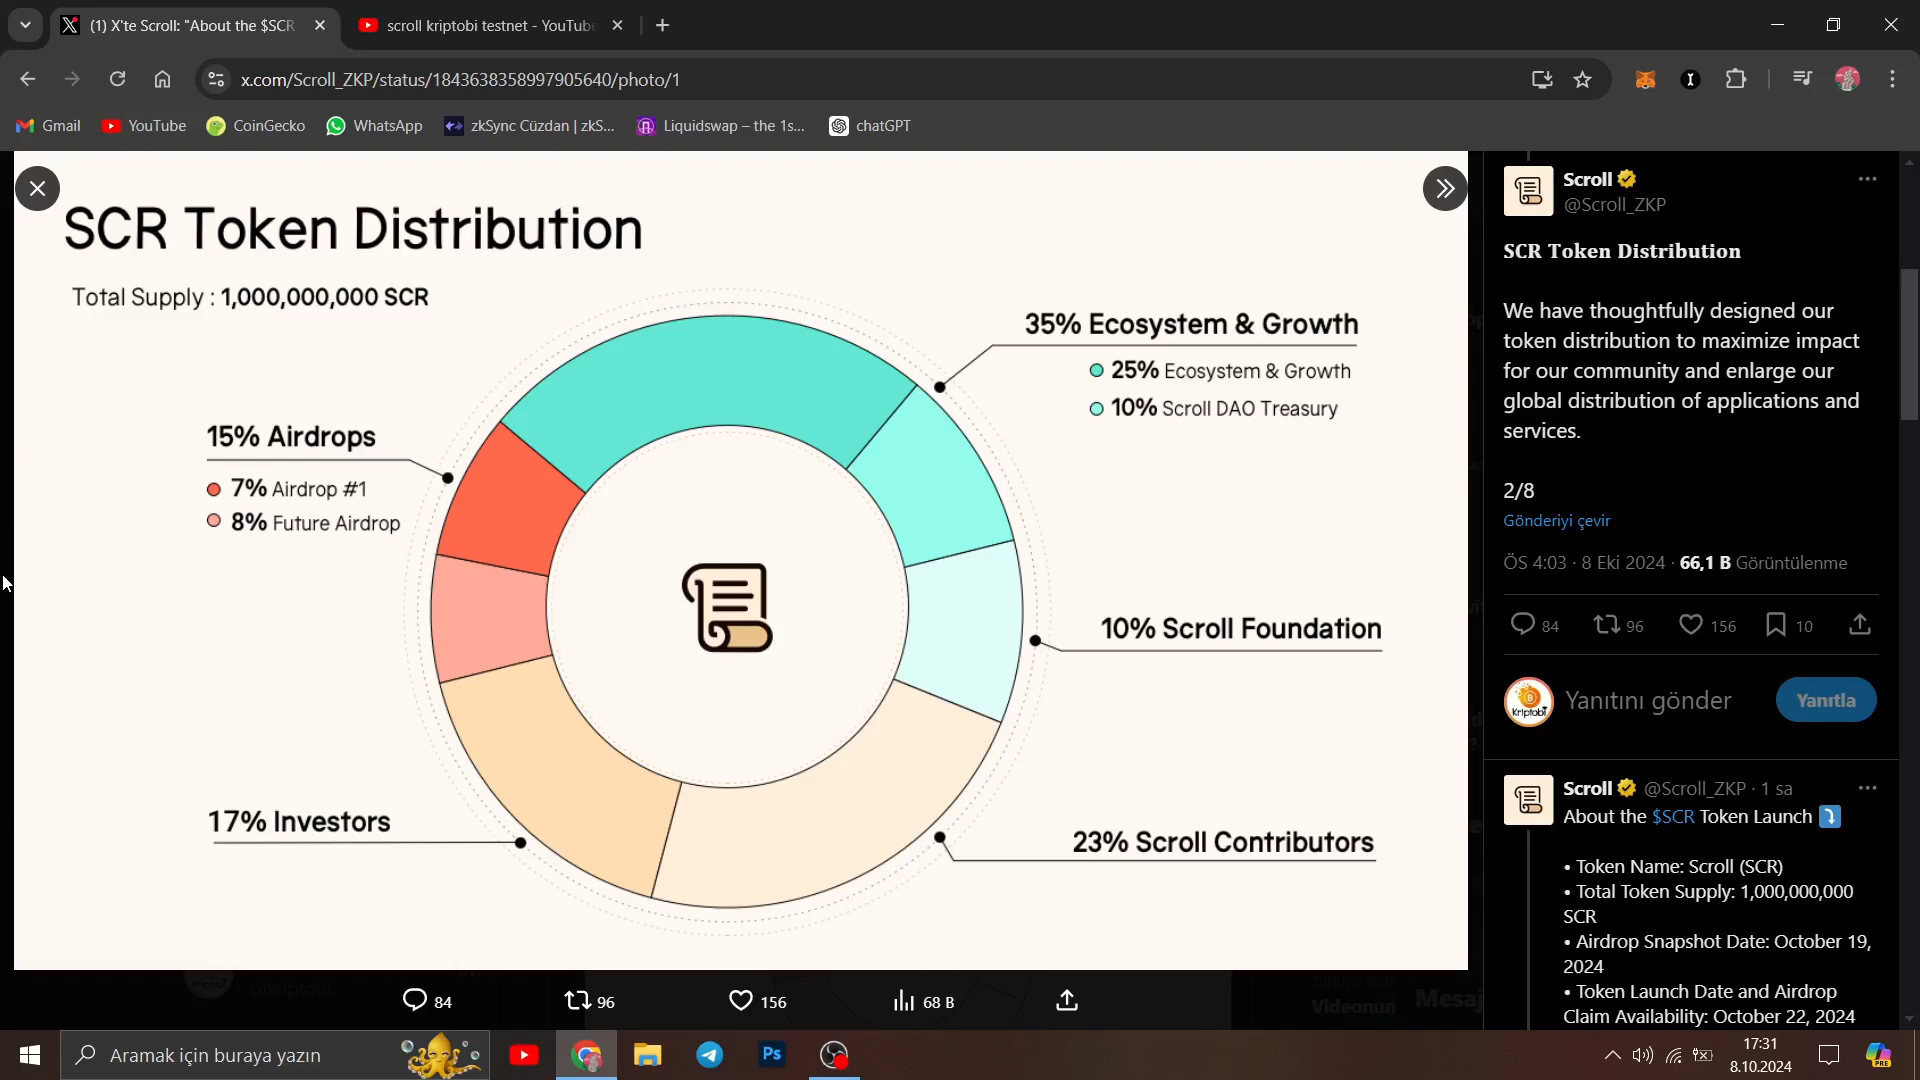 (1) X'te Scroll: "About the $SCR
scroll kriptobi testnet - YouTube
x.com/Scroll_ZKP/status/1843638358997905640/photo/1
Gmail
YouTube
CoinGecko
WhatsApp
zkSync Cüzdan | zkS...
Liquidswap – the 1s...
chatGPT
SCR Token Distribution
Total Supply : 1,000,000,000 SCR
35% Ecosystem & Growth
25% Ecosystem & Growth
10% Scroll DAO Treasury
15% Airdrops
7% Airdrop #1
8% Future Airdrop
10% Scroll Foundation
17% Investors
23% Scroll Contributors
84
96
156
68 B
Scroll
@Scroll_ZKP
SCR Token Distribution
We have thoughtfully designed our
token distribution to maximize impact
for our community and enlarge our
global distribution of applications and
services.
2/8
Gönderiyi çevir
ÖS 4:03 · 8 Eki 2024 · 66,1 B Görüntülenme
84
96
156
10
Kriptobi
Yanıtını gönder
Yanıtla
Scroll @Scroll_ZKP · 1 sa
About the $SCR Token Launch
• Token Name: Scroll (SCR)
• Total Token Supply: 1,000,000,000
SCR
• Airdrop Snapshot Date: October 19,
2024
• Token Launch Date and Airdrop
Claim Availability: October 22, 2024
@kriptobi
Videonun
Mesaj
Aramak için buraya yazın
Ps
PRE
17:31
8.10.2024